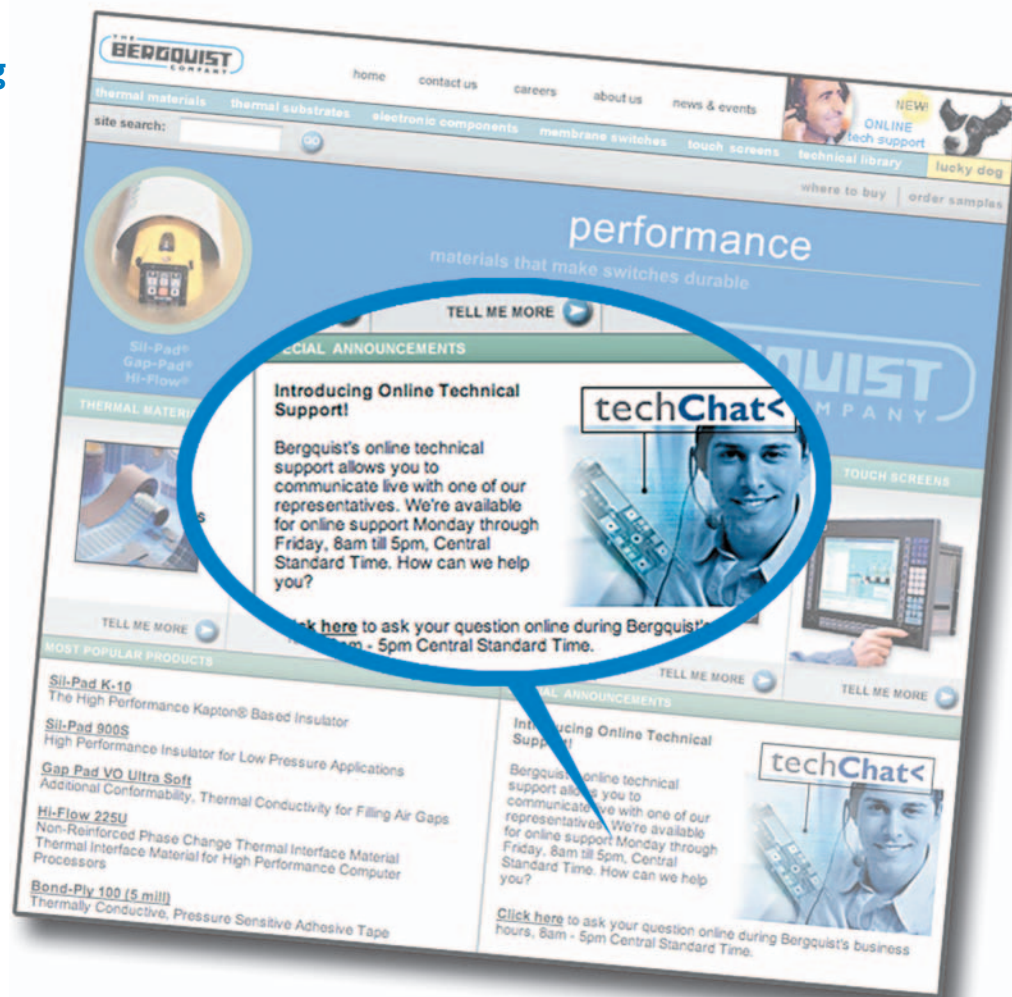 g
THE
BERGQUIST
COMPANY
home contact us careers about us news & events
NEW!
ONLINE
tech support
thermal materials thermal substrates electronic components membrane switches touch screens technical library lucky dog
site search: GO
where to buy order samples
performance
materials that make switches durable
Sil-Pad®
Gap-Pad®
Hi-Flow®
TELL ME MORE
ECIAL ANNOUNCEMENTS
QUIST
OMPANY
Introducing Online Technical
Support!
techChat<
Bergquist's online technical
support allows you to
communicate live with one of our
representatives. We're available
for online support Monday through
Friday, 8am till 5pm, Central
Standard Time. How can we help
you?
here to ask your question online during Bergquist's
- 5pm Central Standard Time.
THERMAL MATERI
s
TOUCH SCREENS
TELL ME MORE
TELL ME MORE
TELL ME MORE
MOST POPULAR PRODUCTS
Sil-Pad K-10
The High Performance Kapton® Based Insulator
Sil-Pad 900S
High Performance Insulator for Low Pressure Applications
Gap Pad VO Ultra Soft
Additional Conformability, Thermal Conductivity for Filling Air Gaps
Hi-Flow 225U
Non-Reinforced Phase Change Thermal Interface Material
Thermal Interface Material for High Performance Computer
Processors
Bond-Ply 100 (5 mill)
Thermally Conductive, Pressure Sensitive Adhesive Tape
ANNOUNCEMENTS
Introducing Online Technical
Support!
techChat<
Bergquist's online technical
support allows you to
communicate live with one of our
representatives. We're available
for online support Monday through
Friday, 8am till 5pm, Central
Standard Time. How can we help
you?
Click here to ask your question online during Bergquist's business
hours, 8am - 5pm Central Standard Time.